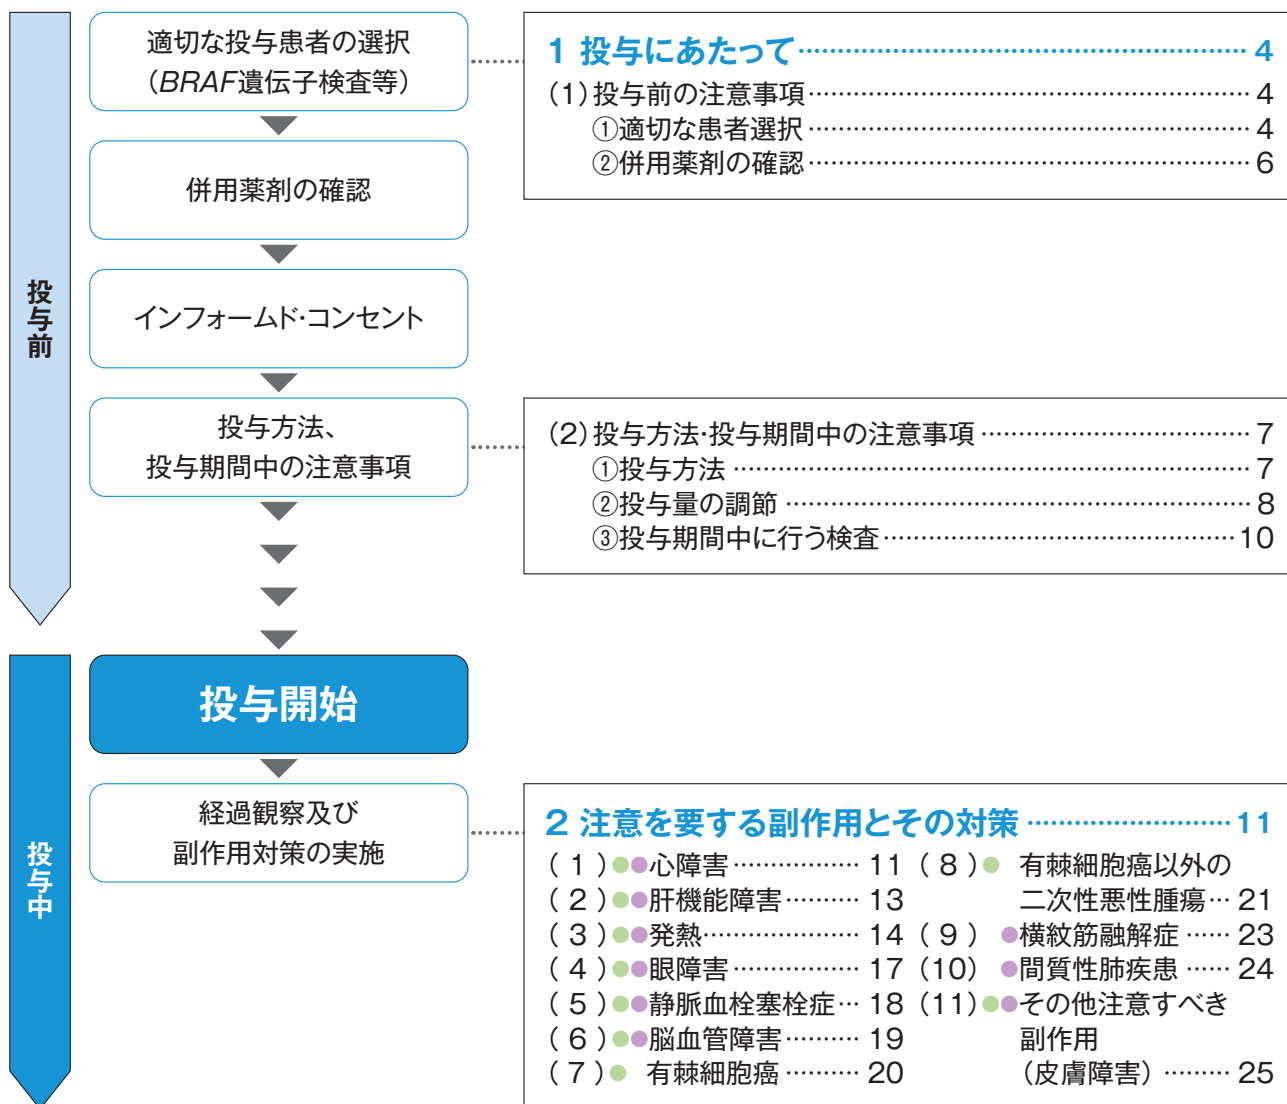 投与前
適切な投与患者の選択
（BRAF遺伝子検査等）
併用薬剤の確認
インフォームド・コンセント
投与方法、
投与期間中の注意事項
1 投与にあたって…………………………………………… 4
（1）投与前の注意事項…………………………………………… 4
①適切な患者選択…………………………………………… 4
②併用薬剤の確認…………………………………………… 6
（2）投与方法・投与期間中の注意事項…………………………… 7
①投与方法…………………………………………………… 7
②投与量の調節……………………………………………… 8
③投与期間中に行う検査……………………………………10
投与中
投与開始
経過観察及び
副作用対策の実施
2 注意を要する副作用とその対策……………………11
（1）●●心障害……………… 11
（2）●●肝機能障害………… 13
（3）●●発熱………………… 14
（4）●●眼障害……………… 17
（5）●●静脈血栓塞栓症… 18
（6）●●脳血管障害………… 19
（7）● 有棘細胞癌………… 20
（8）● 有棘細胞癌以外の
二次性悪性腫瘍… 21
（9） ●横紋筋融解症…… 23
（10） ●間質性肺疾患…… 24
（11）●●その他注意すべき
副作用
（皮膚障害）……… 25